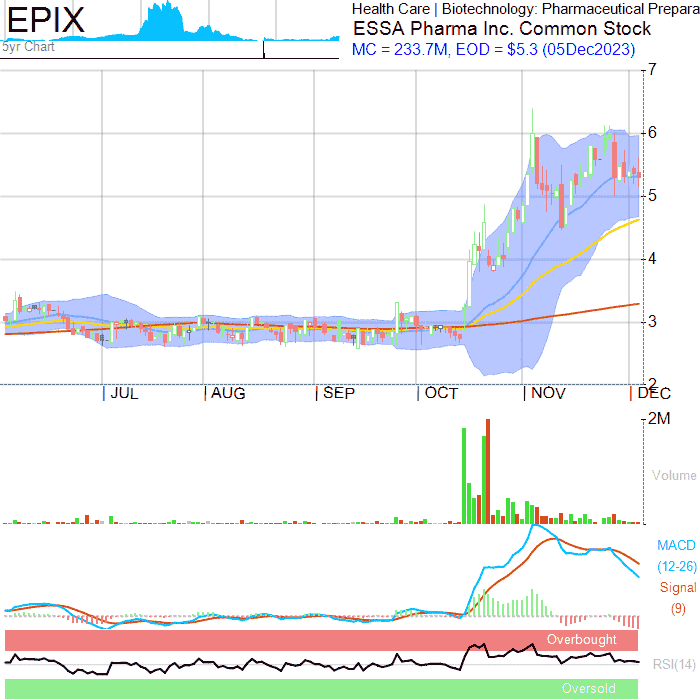 EPIX
5yr Chart
Health Care | Biotechnology: Pharmaceutical Prepara
ESSA Pharma Inc. Common Stock
MC = 233.7M, EOD = $5.3 (05Dec2023)
7
6
5
4
3
2
JUL AUG SEP OCT NOV DEC
2M
Volume
MACD
(12-26)
Signal
(9)
Overbought
RSI(14)
Oversold